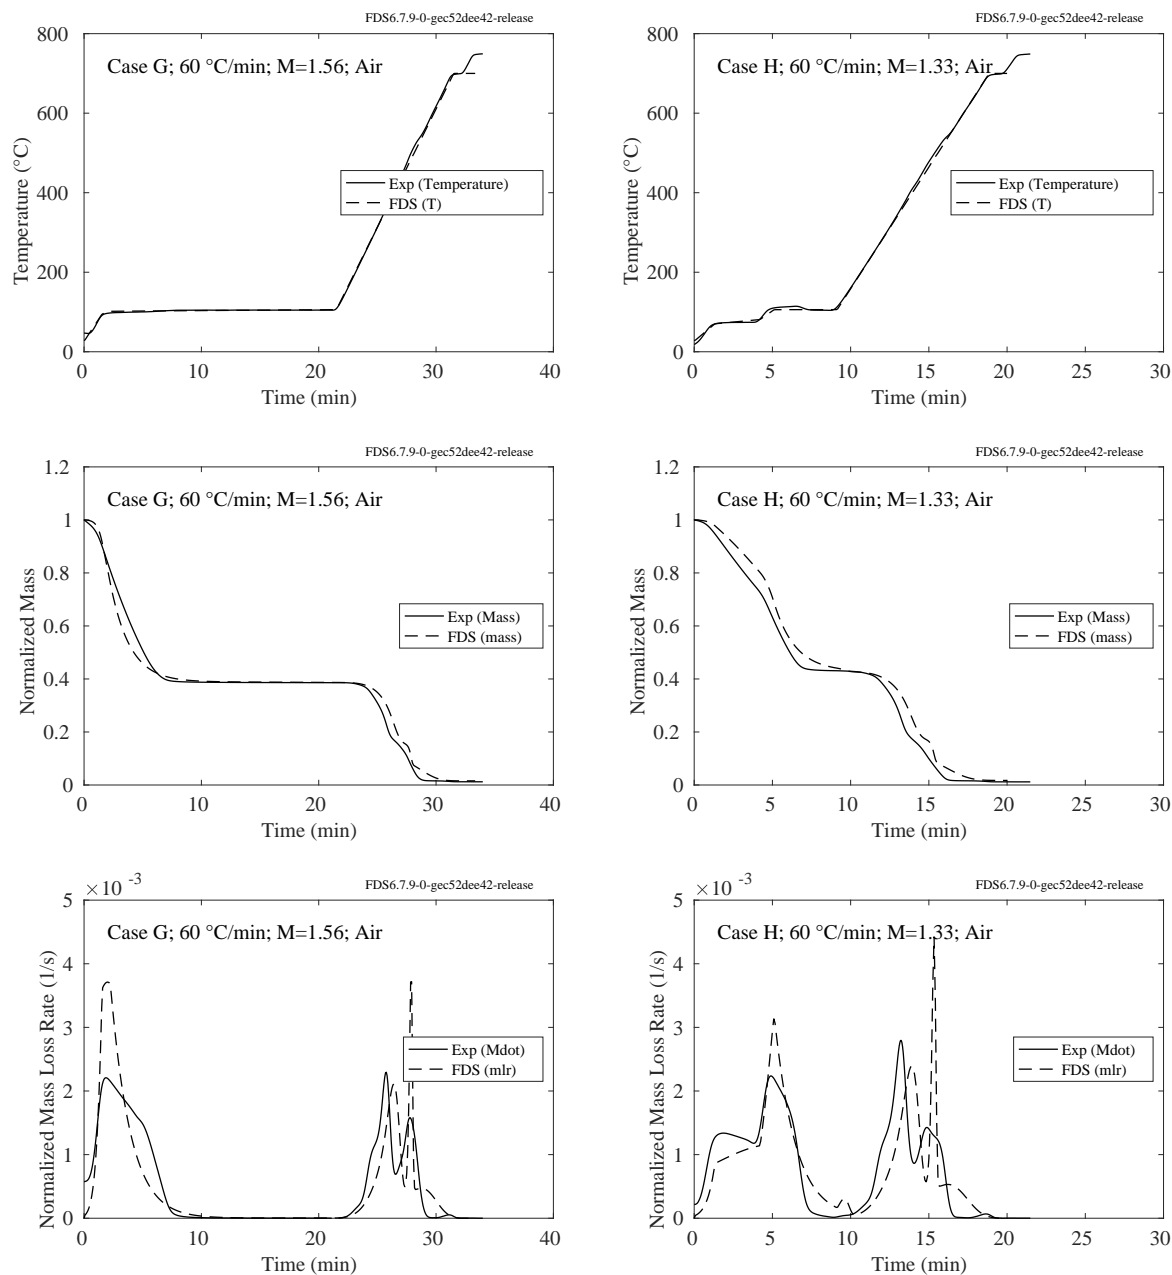 FDS6.7.9-0-gec52dee42-release
Case G; 60 °C/min; M=1.56; Air
Temperature (°C)
800
600
400
200
0
Exp (Temperature)
FDS (T)
0 10 20 30 40
Time (min)
FDS6.7.9-0-gec52dee42-release
Case H; 60 °C/min; M=1.33; Air
Temperature (°C)
800
600
400
200
0
Exp (Temperature)
FDS (T)
0 5 10 15 20 25 30
Time (min)
FDS6.7.9-0-gec52dee42-release
Case G; 60 °C/min; M=1.56; Air
Normalized Mass
1.2
1
0.8
0.6
0.4
0.2
0
Exp (Mass)
FDS (mass)
0 10 20 30 40
Time (min)
FDS6.7.9-0-gec52dee42-release
Case H; 60 °C/min; M=1.33; Air
Normalized Mass
1.2
1
0.8
0.6
0.4
0.2
0
Exp (Mass)
FDS (mass)
0 5 10 15 20 25 30
Time (min)
FDS6.7.9-0-gec52dee42-release
×10 -3
Case G; 60 °C/min; M=1.56; Air
Normalized Mass Loss Rate (1/s)
5
4
3
2
1
0
Exp (Mdot)
FDS (mlr)
0 10 20 30 40
Time (min)
FDS6.7.9-0-gec52dee42-release
×10 -3
Case H; 60 °C/min; M=1.33; Air
Normalized Mass Loss Rate (1/s)
5
4
3
2
1
0
Exp (Mdot)
FDS (mlr)
0 5 10 15 20 25 30
Time (min)